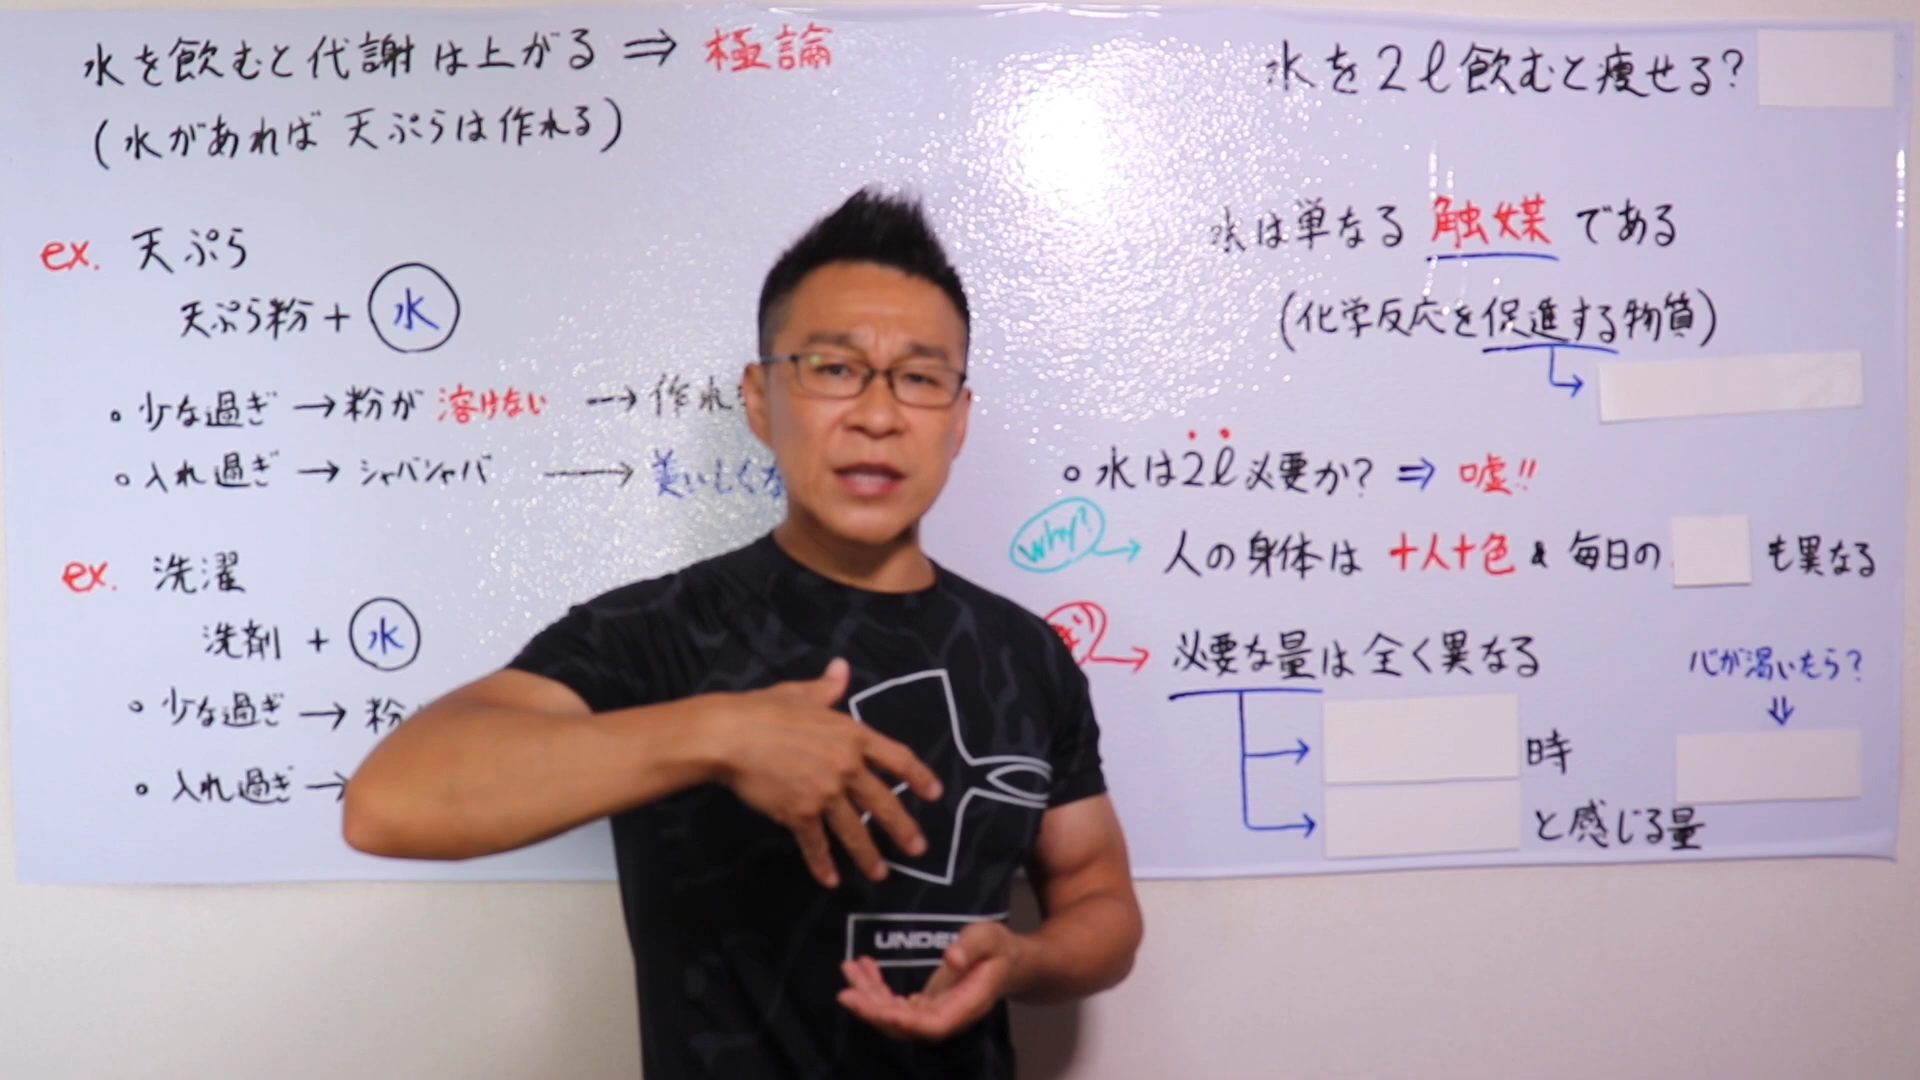 水を飲むと代謝は上がる ⇒ 極論
(水があれば 天ぷらは作れる)
ex. 天ぷら
天ぷら粉 + 水
。少な過ぎ → 粉が 溶けない --→ 作れ
。入れ過ぎ → シャバシャバ → 美しくな
ex. 洗濯
洗剤 + 水
。少な過ぎ → 粉
。入れ過ぎ →
水を2ℓ飲むと痩せる?
水は単なる 触媒 である
(化学反応を促進する物質)
。水は2ℓ必要か? ⇒ 嘘!!
why? → 人の身体は 十人十色 & 毎日の も異なる
→ 必要な量は全く異なる
→ 時
→ と感じる量
心が渇いたら?
⇓
UNDE